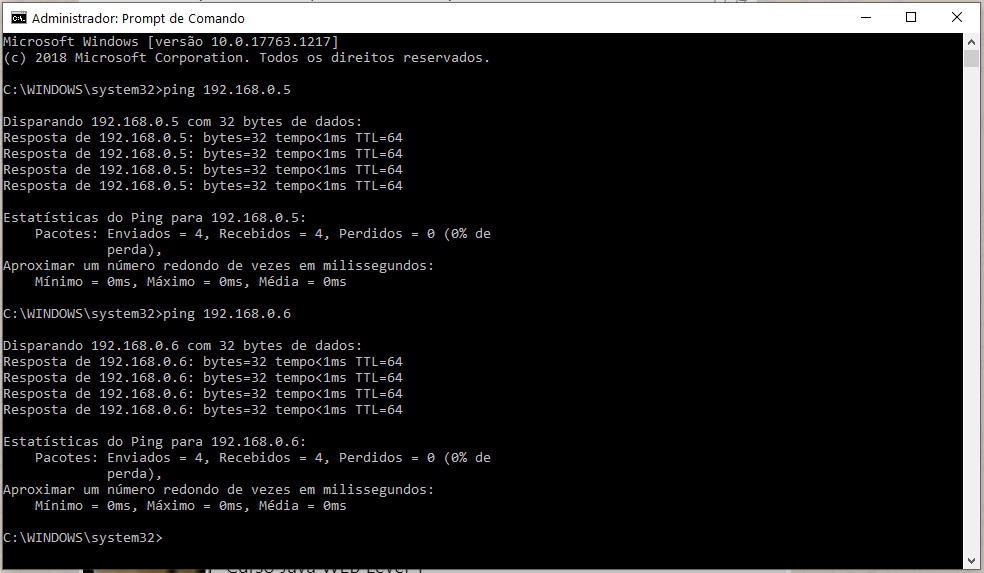 Administrador: Prompt de Comando
Microsoft Windows [versão 10.0.17763.1217]
(c) 2018 Microsoft Corporation. Todos os direitos reservados.
C:\WINDOWS\system32>ping 192.168.0.5
Disparando 192.168.0.5 com 32 bytes de dados:
Resposta de 192.168.0.5: bytes=32 tempo<1ms TTL=64
Resposta de 192.168.0.5: bytes=32 tempo<1ms TTL=64
Resposta de 192.168.0.5: bytes=32 tempo<1ms TTL=64
Resposta de 192.168.0.5: bytes=32 tempo<1ms TTL=64
Estatísticas do Ping para 192.168.0.5:
Pacotes: Enviados = 4, Recebidos = 4, Perdidos = 0 (0% de
perda),
Aproximar um número redondo de vezes em milissegundos:
Mínimo = 0ms, Máximo = 0ms, Média = 0ms
C:\WINDOWS\system32>ping 192.168.0.6
Disparando 192.168.0.6 com 32 bytes de dados:
Resposta de 192.168.0.6: bytes=32 tempo<1ms TTL=64
Resposta de 192.168.0.6: bytes=32 tempo<1ms TTL=64
Resposta de 192.168.0.6: bytes=32 tempo<1ms TTL=64
Resposta de 192.168.0.6: bytes=32 tempo<1ms TTL=64
Estatísticas do Ping para 192.168.0.6:
Pacotes: Enviados = 4, Recebidos = 4, Perdidos = 0 (0% de
perda),
Aproximar um número redondo de vezes em milissegundos:
Mínimo = 0ms, Máximo = 0ms, Média = 0ms
C:\WINDOWS\system32>